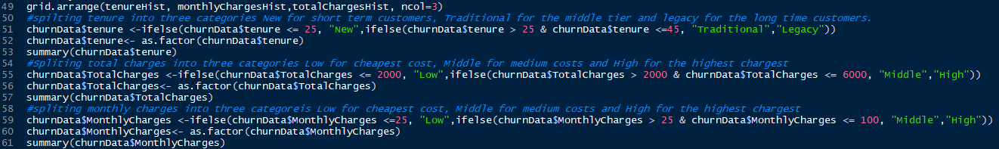 49 grid.arrange(tenureHist, monthlyChargesHist,totalChargesHist, ncol=3)
50 #spilting tenure into three categories New for short term customers, Traditional for the middle tier and legacy for the long time customers.
51 churnData$tenure <-ifelse(churnData$tenure <= 25, "New",ifelse(churnData$tenure > 25 & churnData$tenure <=45, "Traditional","Legacy"))
52 churnData$tenure<- as.factor(churnData$tenure)
53 summary(churnData$tenure)
54 #Spliting total charges into three categories Low for cheapest cost, Middle for medium costs and High for the highest chargest
55 churnData$TotalCharges <-ifelse(churnData$TotalCharges <= 2000, "Low",ifelse(churnData$TotalCharges > 2000 & churnData$TotalCharges <= 6000, "Middle","High"))
56 churnData$TotalCharges<- as.factor(churnData$TotalCharges)
57 summary(churnData$TotalCharges)
58 #spliting monthly charges into three categoreis Low for cheapest cost, Middle for medium costs and High for the highest chargest
59 churnData$MonthlyCharges <-ifelse(churnData$MonthlyCharges <=25, "Low",ifelse(churnData$MonthlyCharges > 25 & churnData$MonthlyCharges <= 100, "Middle","High"))
60 churnData$MonthlyCharges<- as.factor(churnData$MonthlyCharges)
61 summary(churnData$MonthlyCharges)